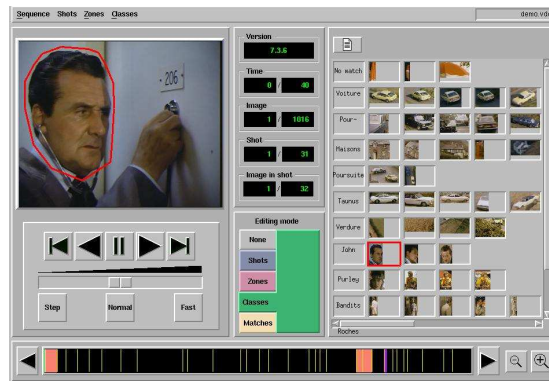 Sequence Shots Zones Classes
demo.vd
Version
7.3.6
Time
0 / 40
Image
1 / 1016
Shot
1 / 31
Image in shot
1 / 32
Editing mode
None
Shots
Zones
Classes
Matches
Step
Normal
Fast
· 206 ·
No match
Voiture
Pour-
Maisons
Poursuite
Taunus
Verdure
John
Purley
Bandits
Roches